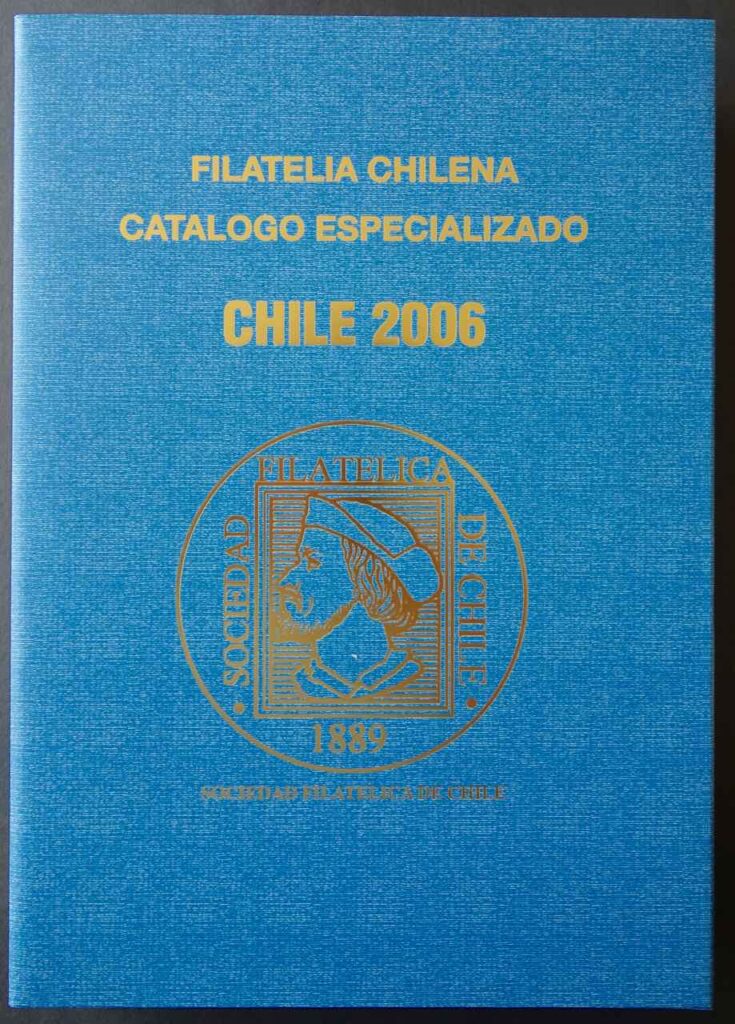 FILATELIA CHILENA
CATALOGO ESPECIALIZADO
CHILE 2006
SOCIEDAD FILATELICA DE CHILE
1889
SOCIEDAD FILATELICA DE CHILE